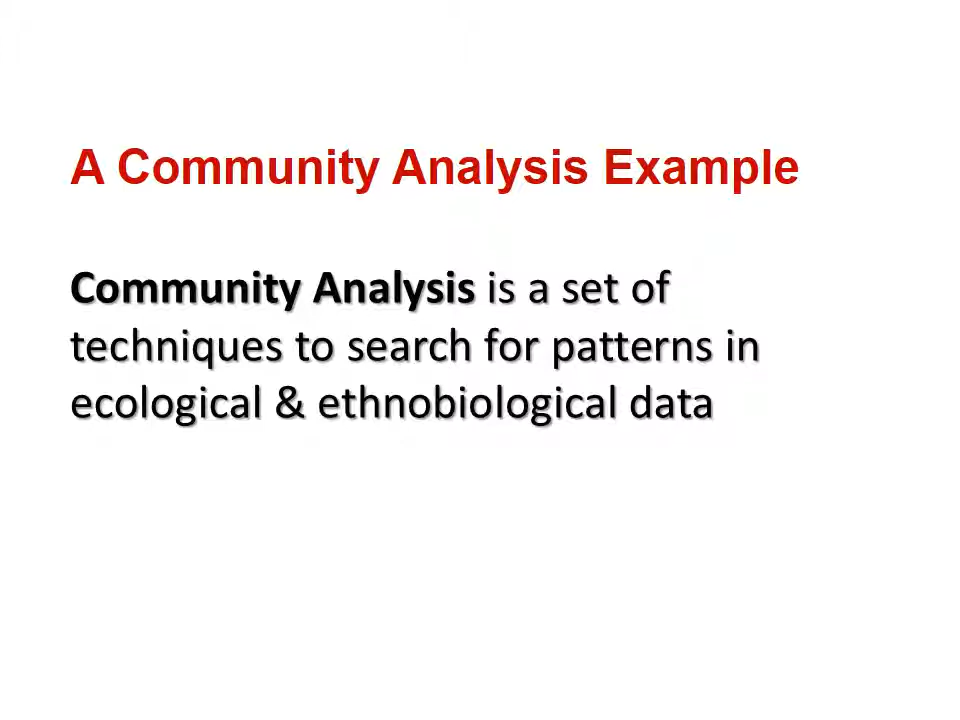 A Community Analysis Example
Community Analysis is a set of
techniques to search for patterns in
ecological & ethnobiological data